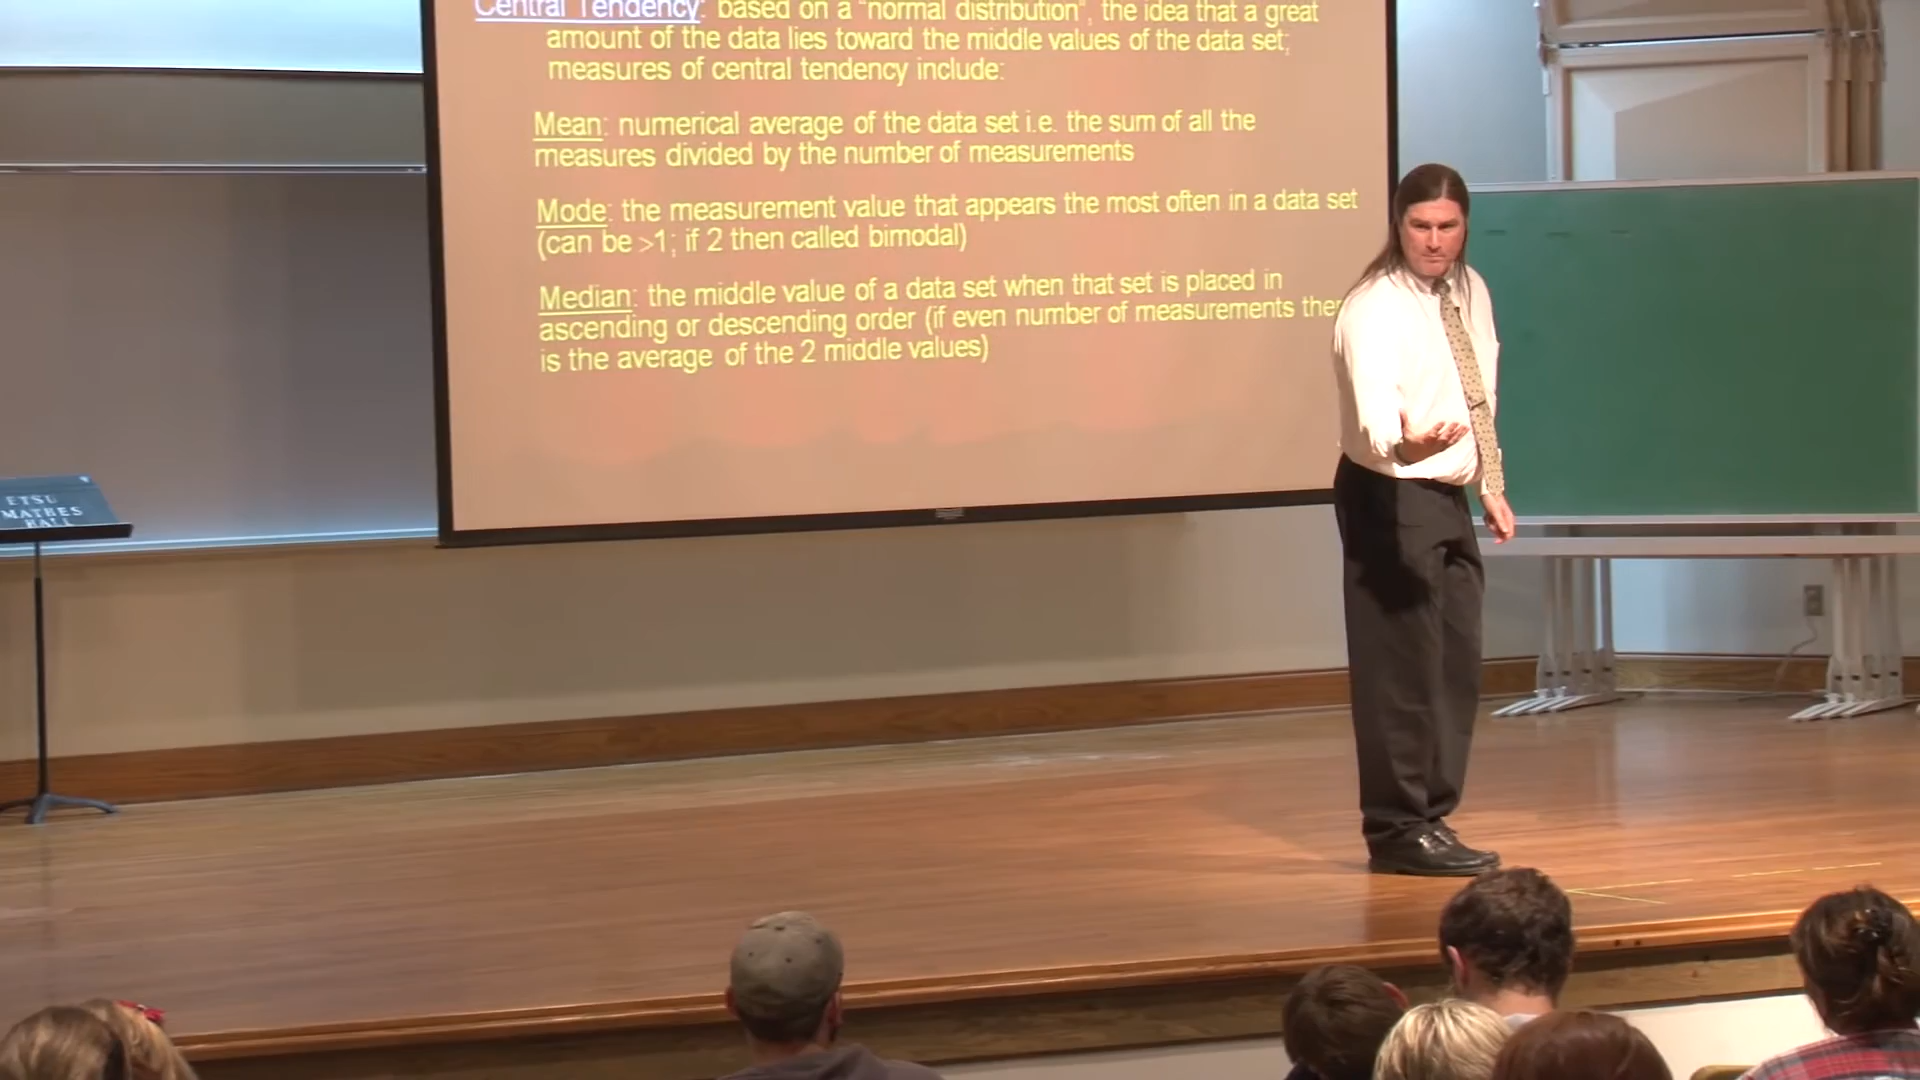 Central Tendency: based on a "normal distribution", the idea that a great
amount of the data lies toward the middle values of the data set;
measures of central tendency include:
Mean: numerical average of the data set i.e. the sum of all the
measures divided by the number of measurements
Mode: the measurement value that appears the most often in a data set
(can be >1; if 2 then called bimodal)
Median: the middle value of a data set when that set is placed in
ascending or descending order (if even number of measurements the
is the average of the 2 middle values)
ETSU
MATHES
HALL